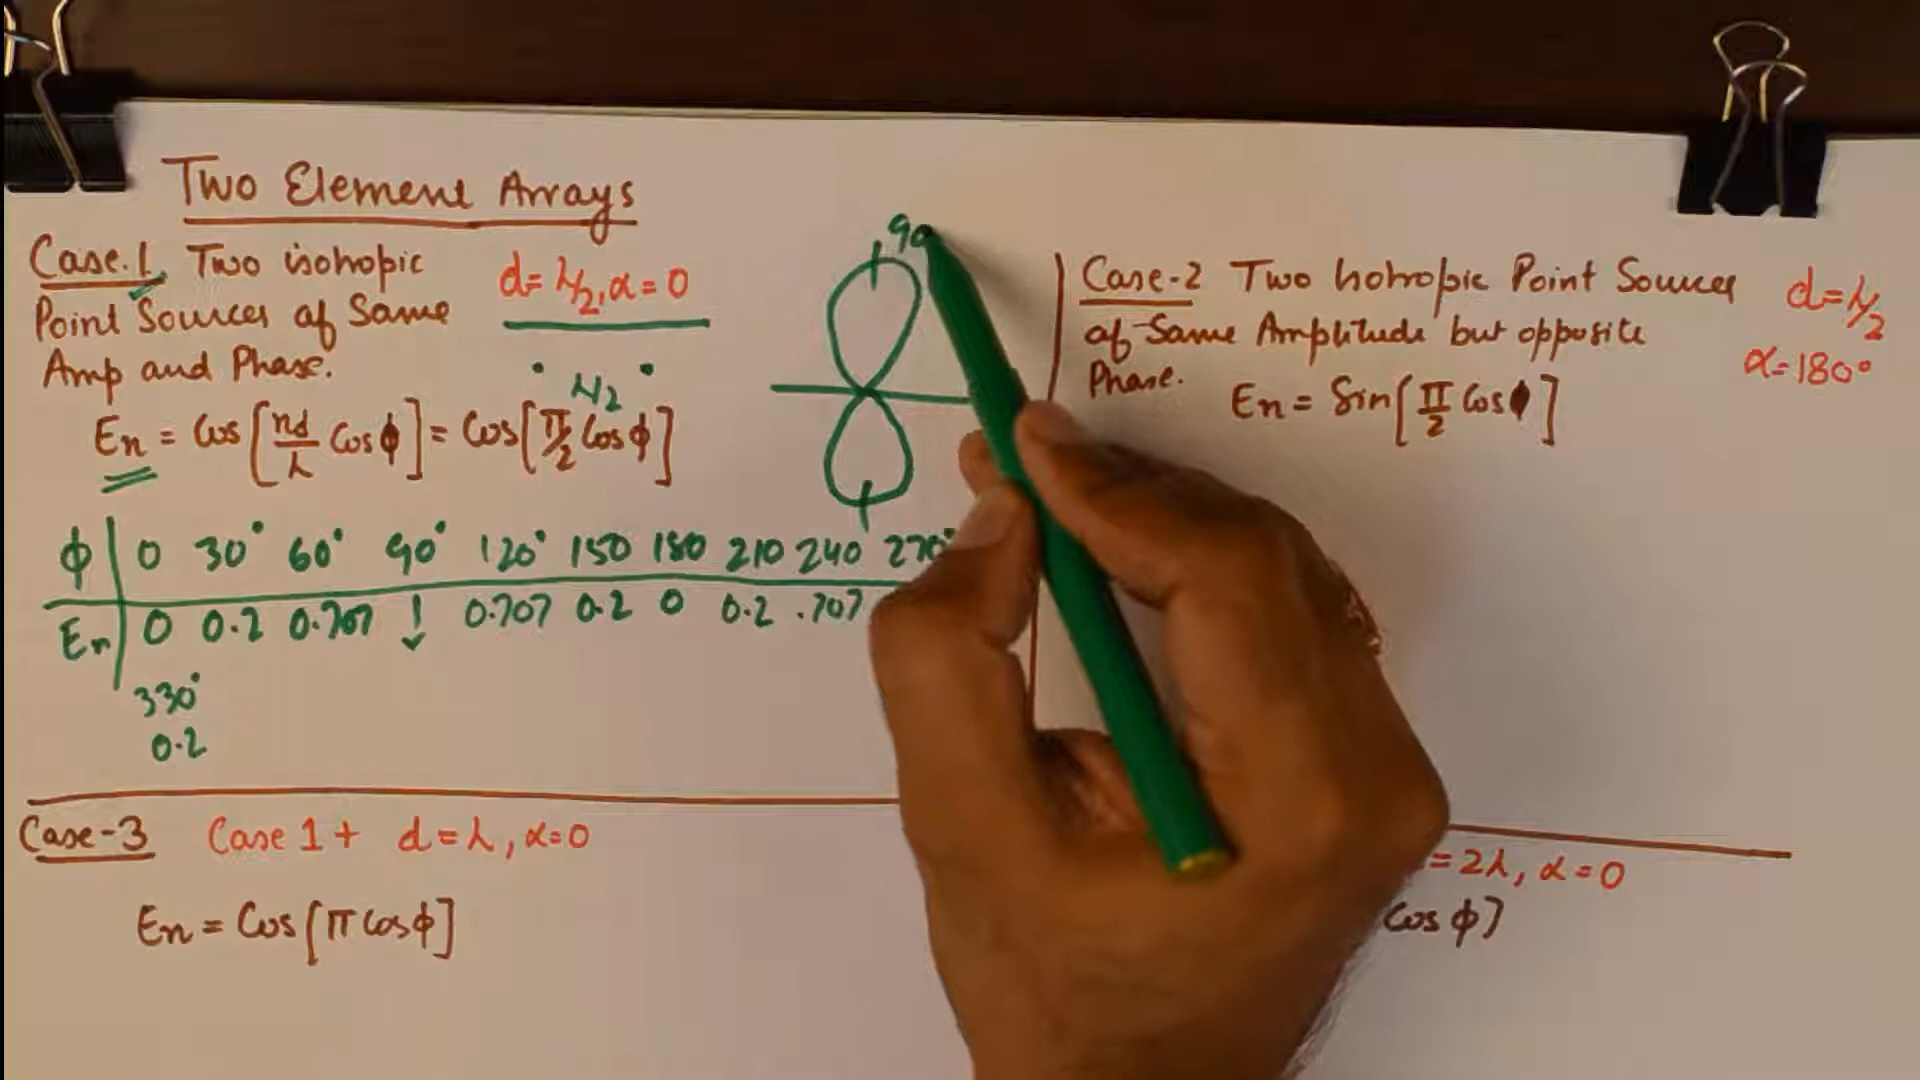 Two Element Arrays
Case.1, Two isotropic
Point Sources of Same
Amp and Phase.
d=λ/2, α=0
λ/2
En = Cos[πd/λ Cosϕ] = Cos[π/2 Cosϕ]
90
ϕ 0 30° 60° 90° 120° 150 180 210 240 270°
En 0 0.2 0.707 1 0.707 0.2 0 0.2 .707
330°
0.2
Case-2 Two Isotropic Point Sources
of Same Amplitude but opposite
Phase.
d=λ/2
α=180°
En = Sin[π/2 Cosϕ]
Case-3 Case 1+ d=λ, α=0
En = Cos[π Cosϕ]
=2λ, α=0
Cos ϕ]